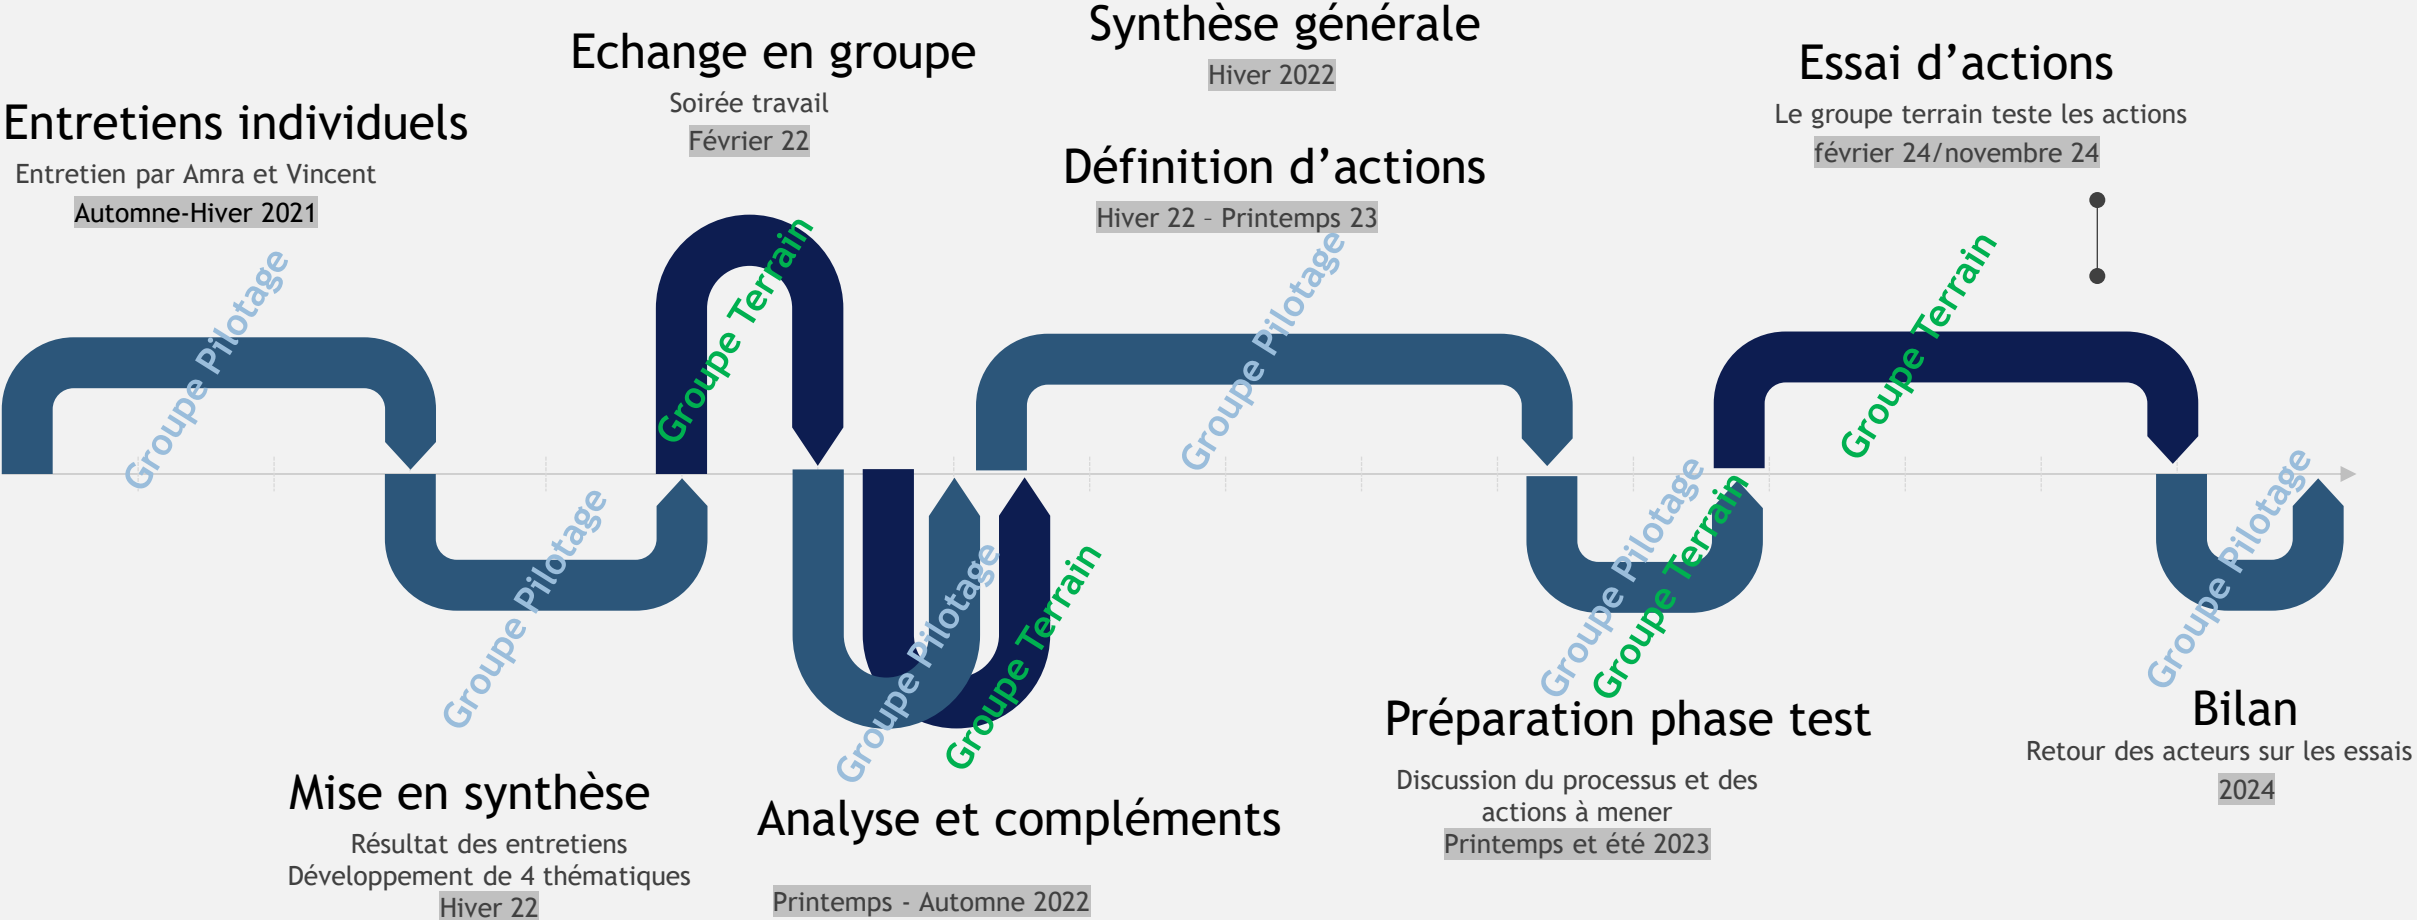 Entretiens individuels
Entretien par Amra et Vincent
Automne-Hiver 2021
Groupe Pilotage
Mise en synthèse
Résultat des entretiens
Développement de 4 thématiques
Hiver 22
Groupe Pilotage
Echange en groupe
Soirée travail
Février 22
Groupe Terrain
Analyse et compléments
Printemps - Automne 2022
Groupe Pilotage
Groupe Terrain
Synthèse générale
Hiver 2022
Définition d’actions
Hiver 22 – Printemps 23
Groupe Pilotage
Préparation phase test
Discussion du processus et des
actions à mener
Printemps et été 2023
Groupe Pilotage
Groupe Terrain
Essai d’actions
Le groupe terrain teste les actions
février 24/novembre 24
Groupe Terrain
Bilan
Retour des acteurs sur les essais
2024
Groupe Pilotage